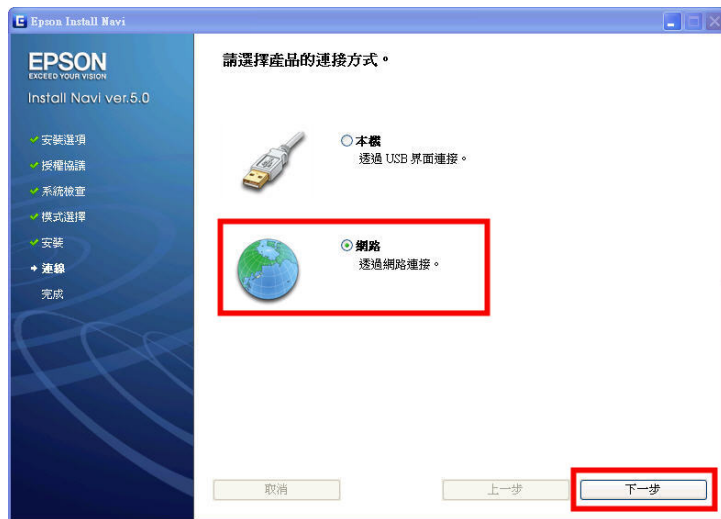 Epson Install Navi
EPSON
EXCEED YOUR VISION
Install Navi ver.5.0
安裝選項
授權協議
系統檢查
模式選擇
安裝
連線
完成
請選擇產品的連接方式。
本機
透過 USB 界面連接。
網路
透過網路連接。
取消
上一步
下一步